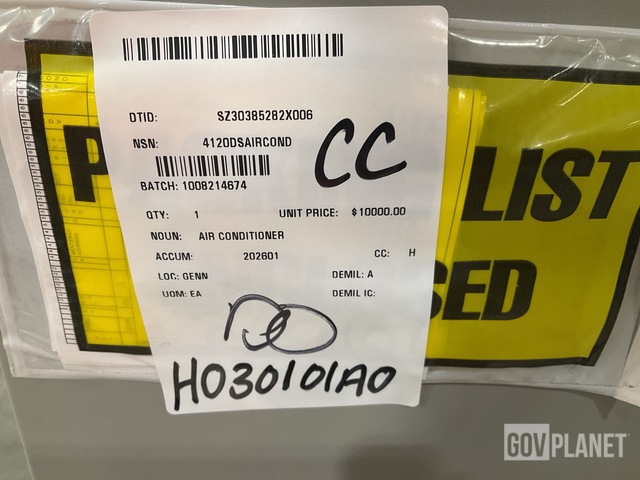 DTID: SZ30385282X006
NSN: 4120DSAIRCOND
CC
BATCH: 1008214674
QTY: 1 UNIT PRICE: $10000.00
NOUN: AIR CONDITIONER
ACCUM: 202601 CC: H
LOC: GENN DEMIL: A
UOM: EA DEMIL IC:
H030101A0
P
LIST
SED
GOVPLANET